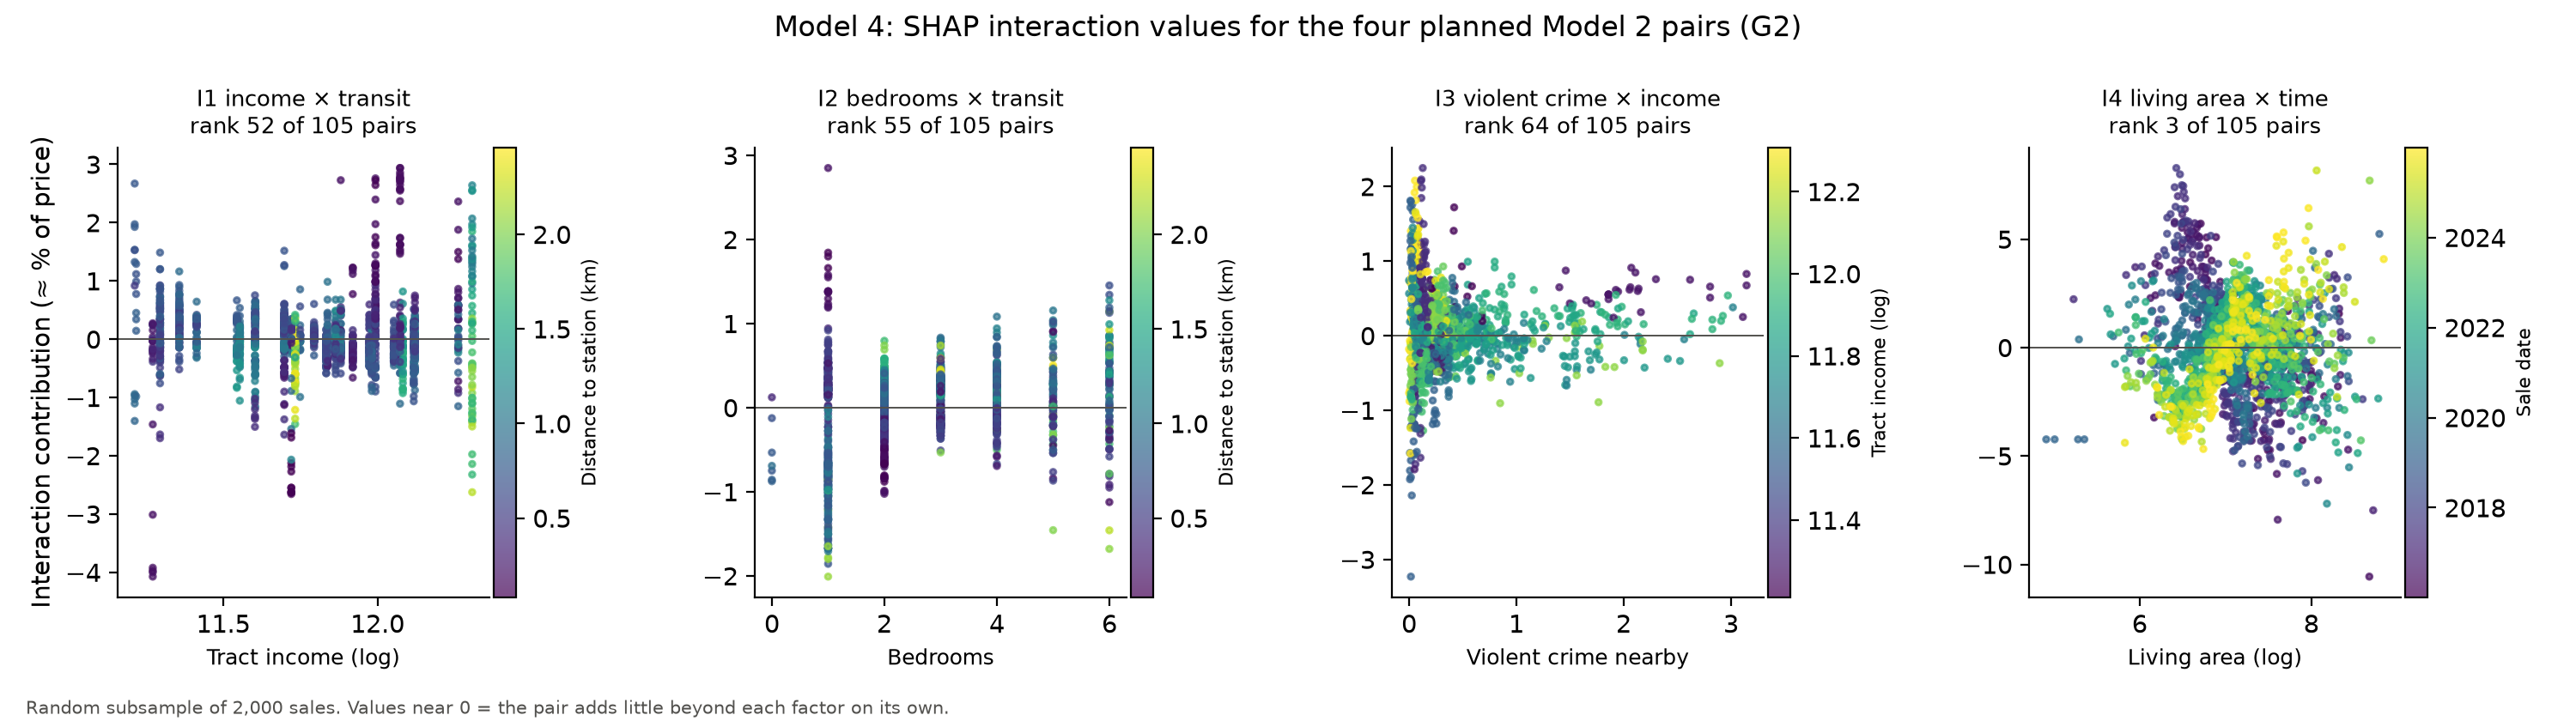 Model 4: SHAP interaction values for the four planned Model 2 pairs (G2)
I1 income × transit
rank 52 of 105 pairs
Interaction contribution (≈ % of price)
3
2
1
0
−1
−2
−3
−4
11.5
12.0
Tract income (log)
2.0
1.5
1.0
0.5
Distance to station (km)
I2 bedrooms × transit
rank 55 of 105 pairs
3
2
1
0
−1
−2
0
2
4
6
Bedrooms
2.0
1.5
1.0
0.5
Distance to station (km)
I3 violent crime × income
rank 64 of 105 pairs
2
1
0
−1
−2
−3
0
1
2
3
Violent crime nearby
12.2
12.0
11.8
11.6
11.4
Tract income (log)
I4 living area × time
rank 3 of 105 pairs
5
0
−5
−10
6
8
Living area (log)
2024
2022
2020
2018
Sale date
Random subsample of 2,000 sales. Values near 0 = the pair adds little beyond each factor on its own.